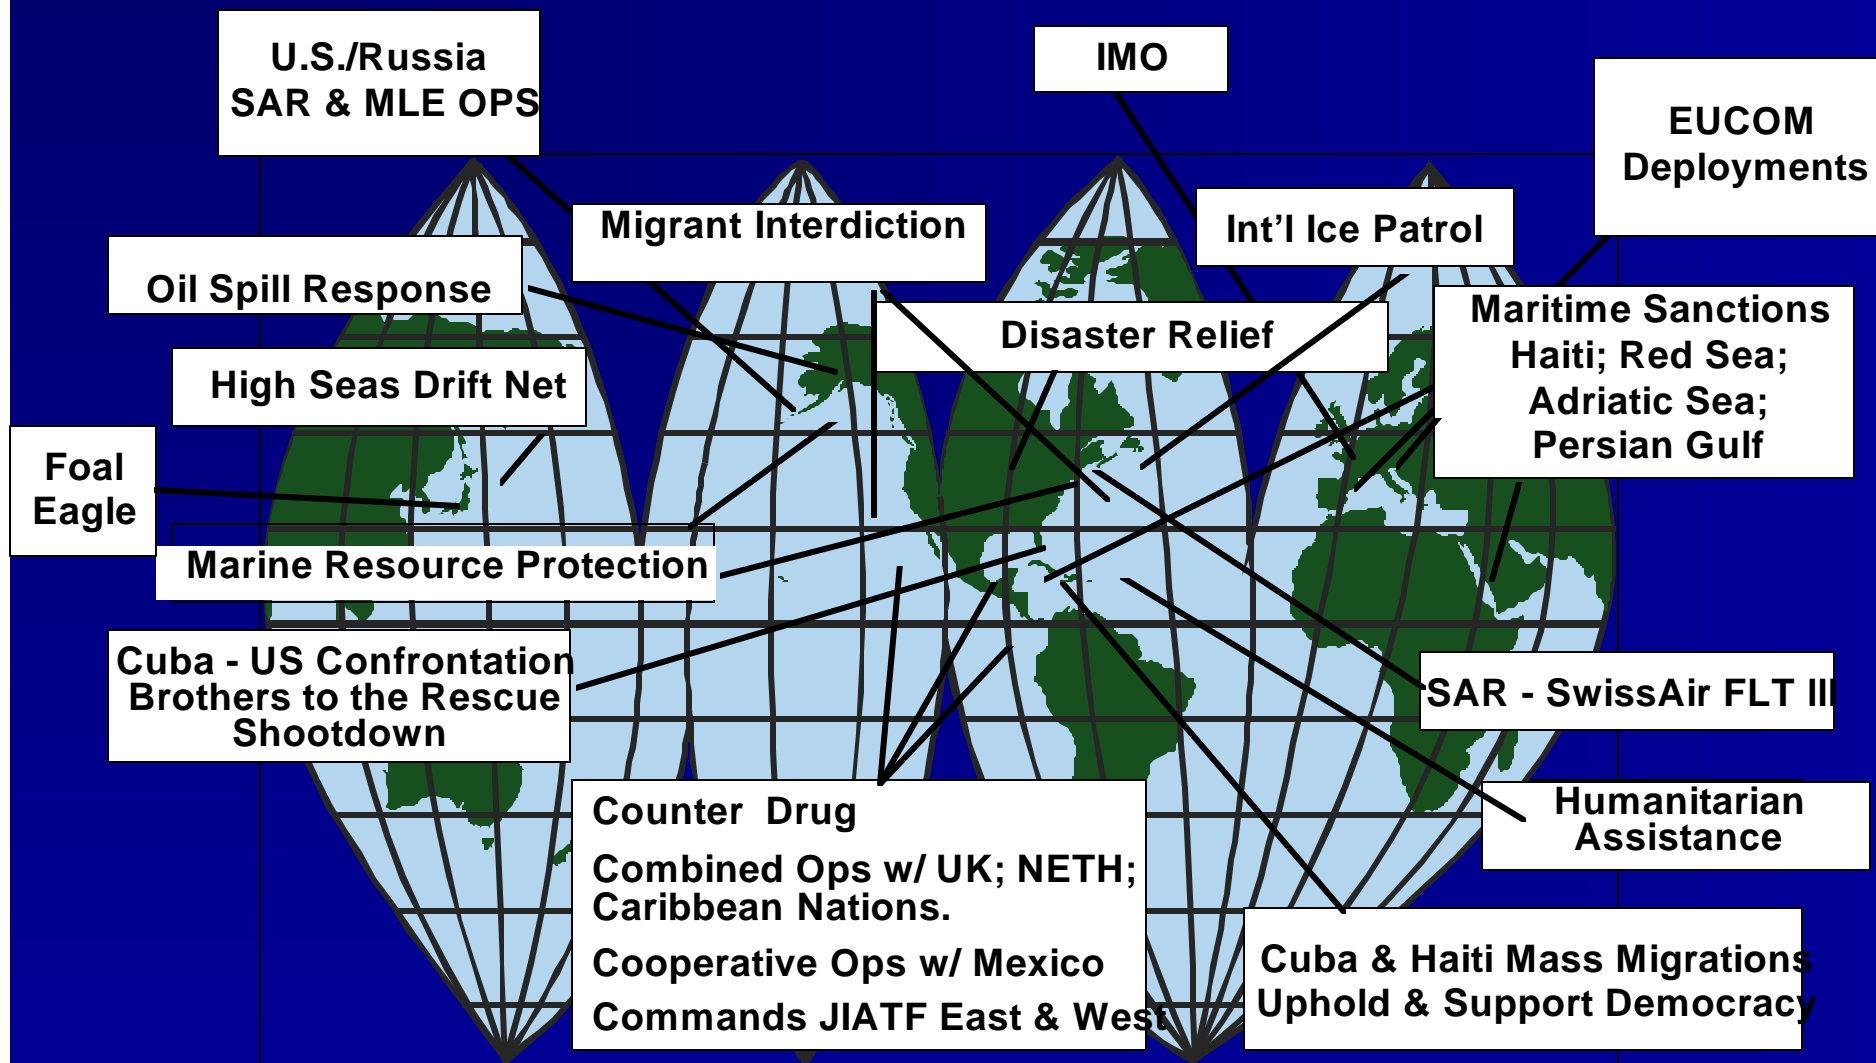 U.S./Russia
SAR & MLE OPS
IMO
EUCOM
Deployments
Migrant Interdiction
Int'l Ice Patrol
Oil Spill Response
Maritime Sanctions
Haiti; Red Sea;
Adriatic Sea;
Persian Gulf
Disaster Relief
High Seas Drift Net
Foal
Eagle
Marine Resource Protection
Cuba - US Confrontation
Brothers to the Rescue
Shootdown
SAR - SwissAir FLT III
Counter Drug
Combined Ops w/ UK; NETH;
Caribbean Nations.
Cooperative Ops w/ Mexico
Commands JIATF East & West
Humanitarian
Assistance
Cuba & Haiti Mass Migrations
Uphold & Support Democracy